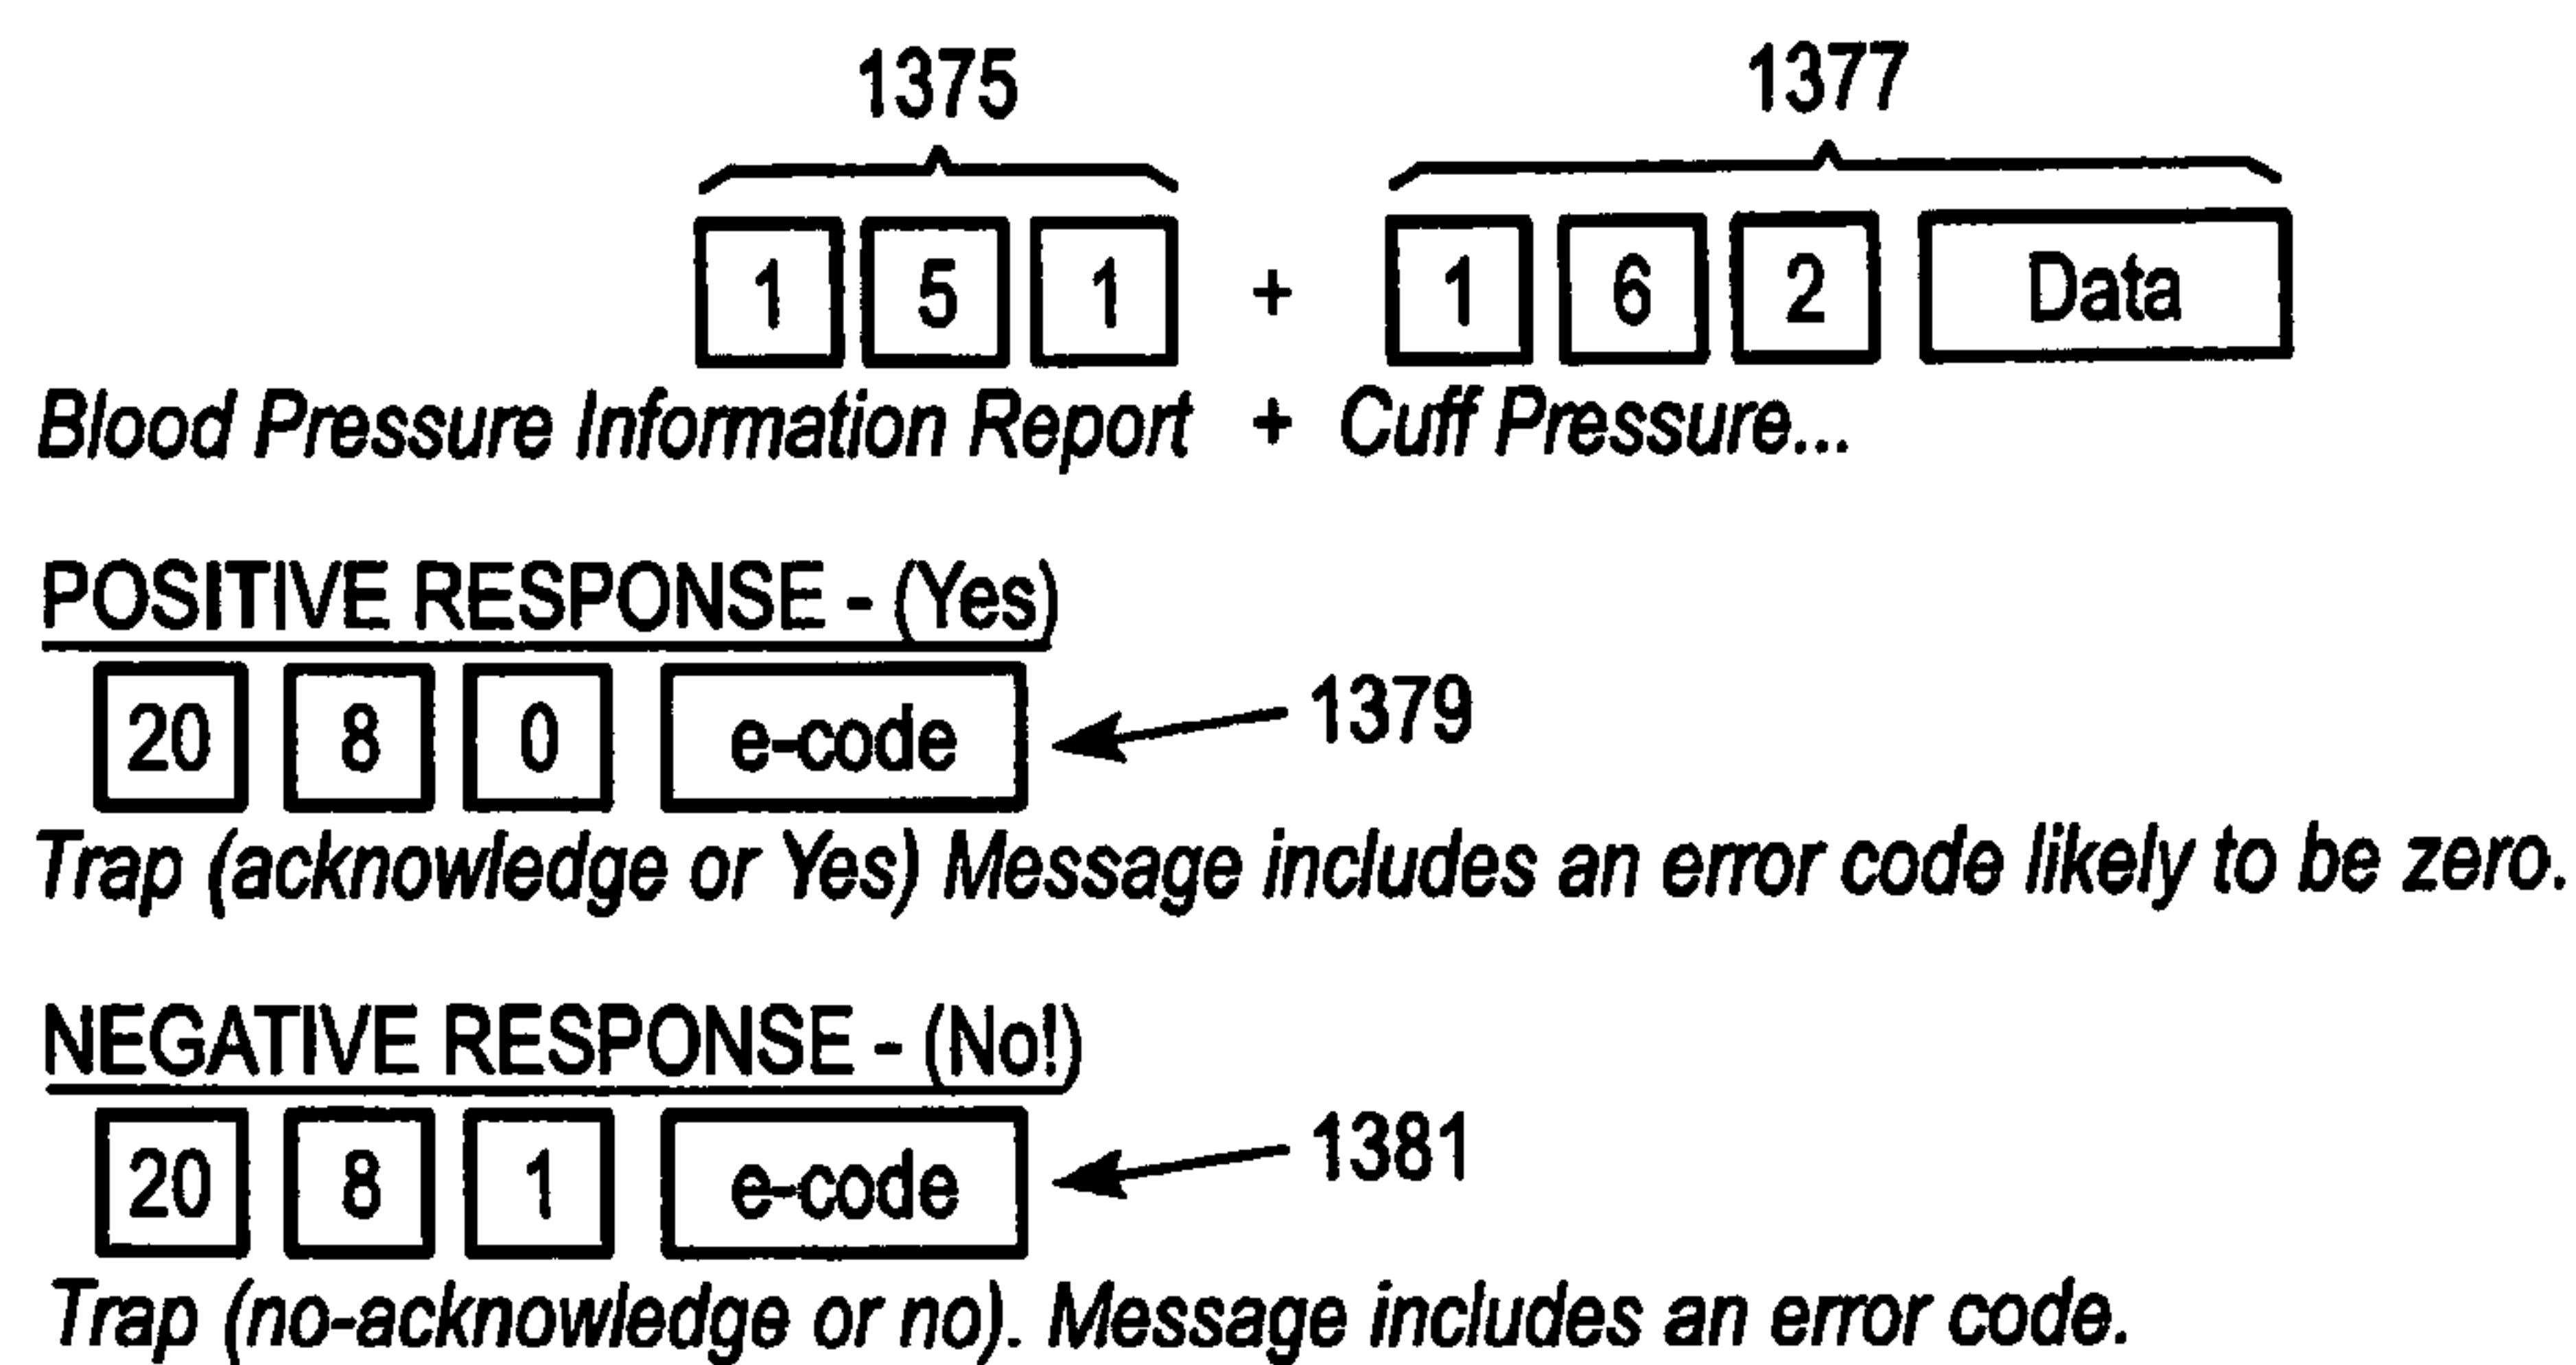 1375 1377
1 5 1 + 1 6 2 Data
Blood Pressure Information Report + Cuff Pressure...
POSITIVE RESPONSE - (Yes)
20 8 0 e-code 1379
Trap (acknowledge or Yes) Message includes an error code likely to be zero.
NEGATIVE RESPONSE - (No!)
20 8 1 e-code 1381
Trap (no-acknowledge or no). Message includes an error code.